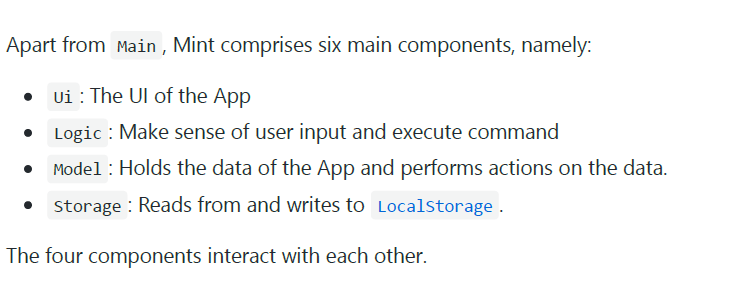 Apart from Main , Mint comprises six main components, namely:
• Ui : The UI of the App
• Logic : Make sense of user input and execute command
• Model : Holds the data of the App and performs actions on the data.
• Storage : Reads from and writes to LocalStorage .
The four components interact with each other.